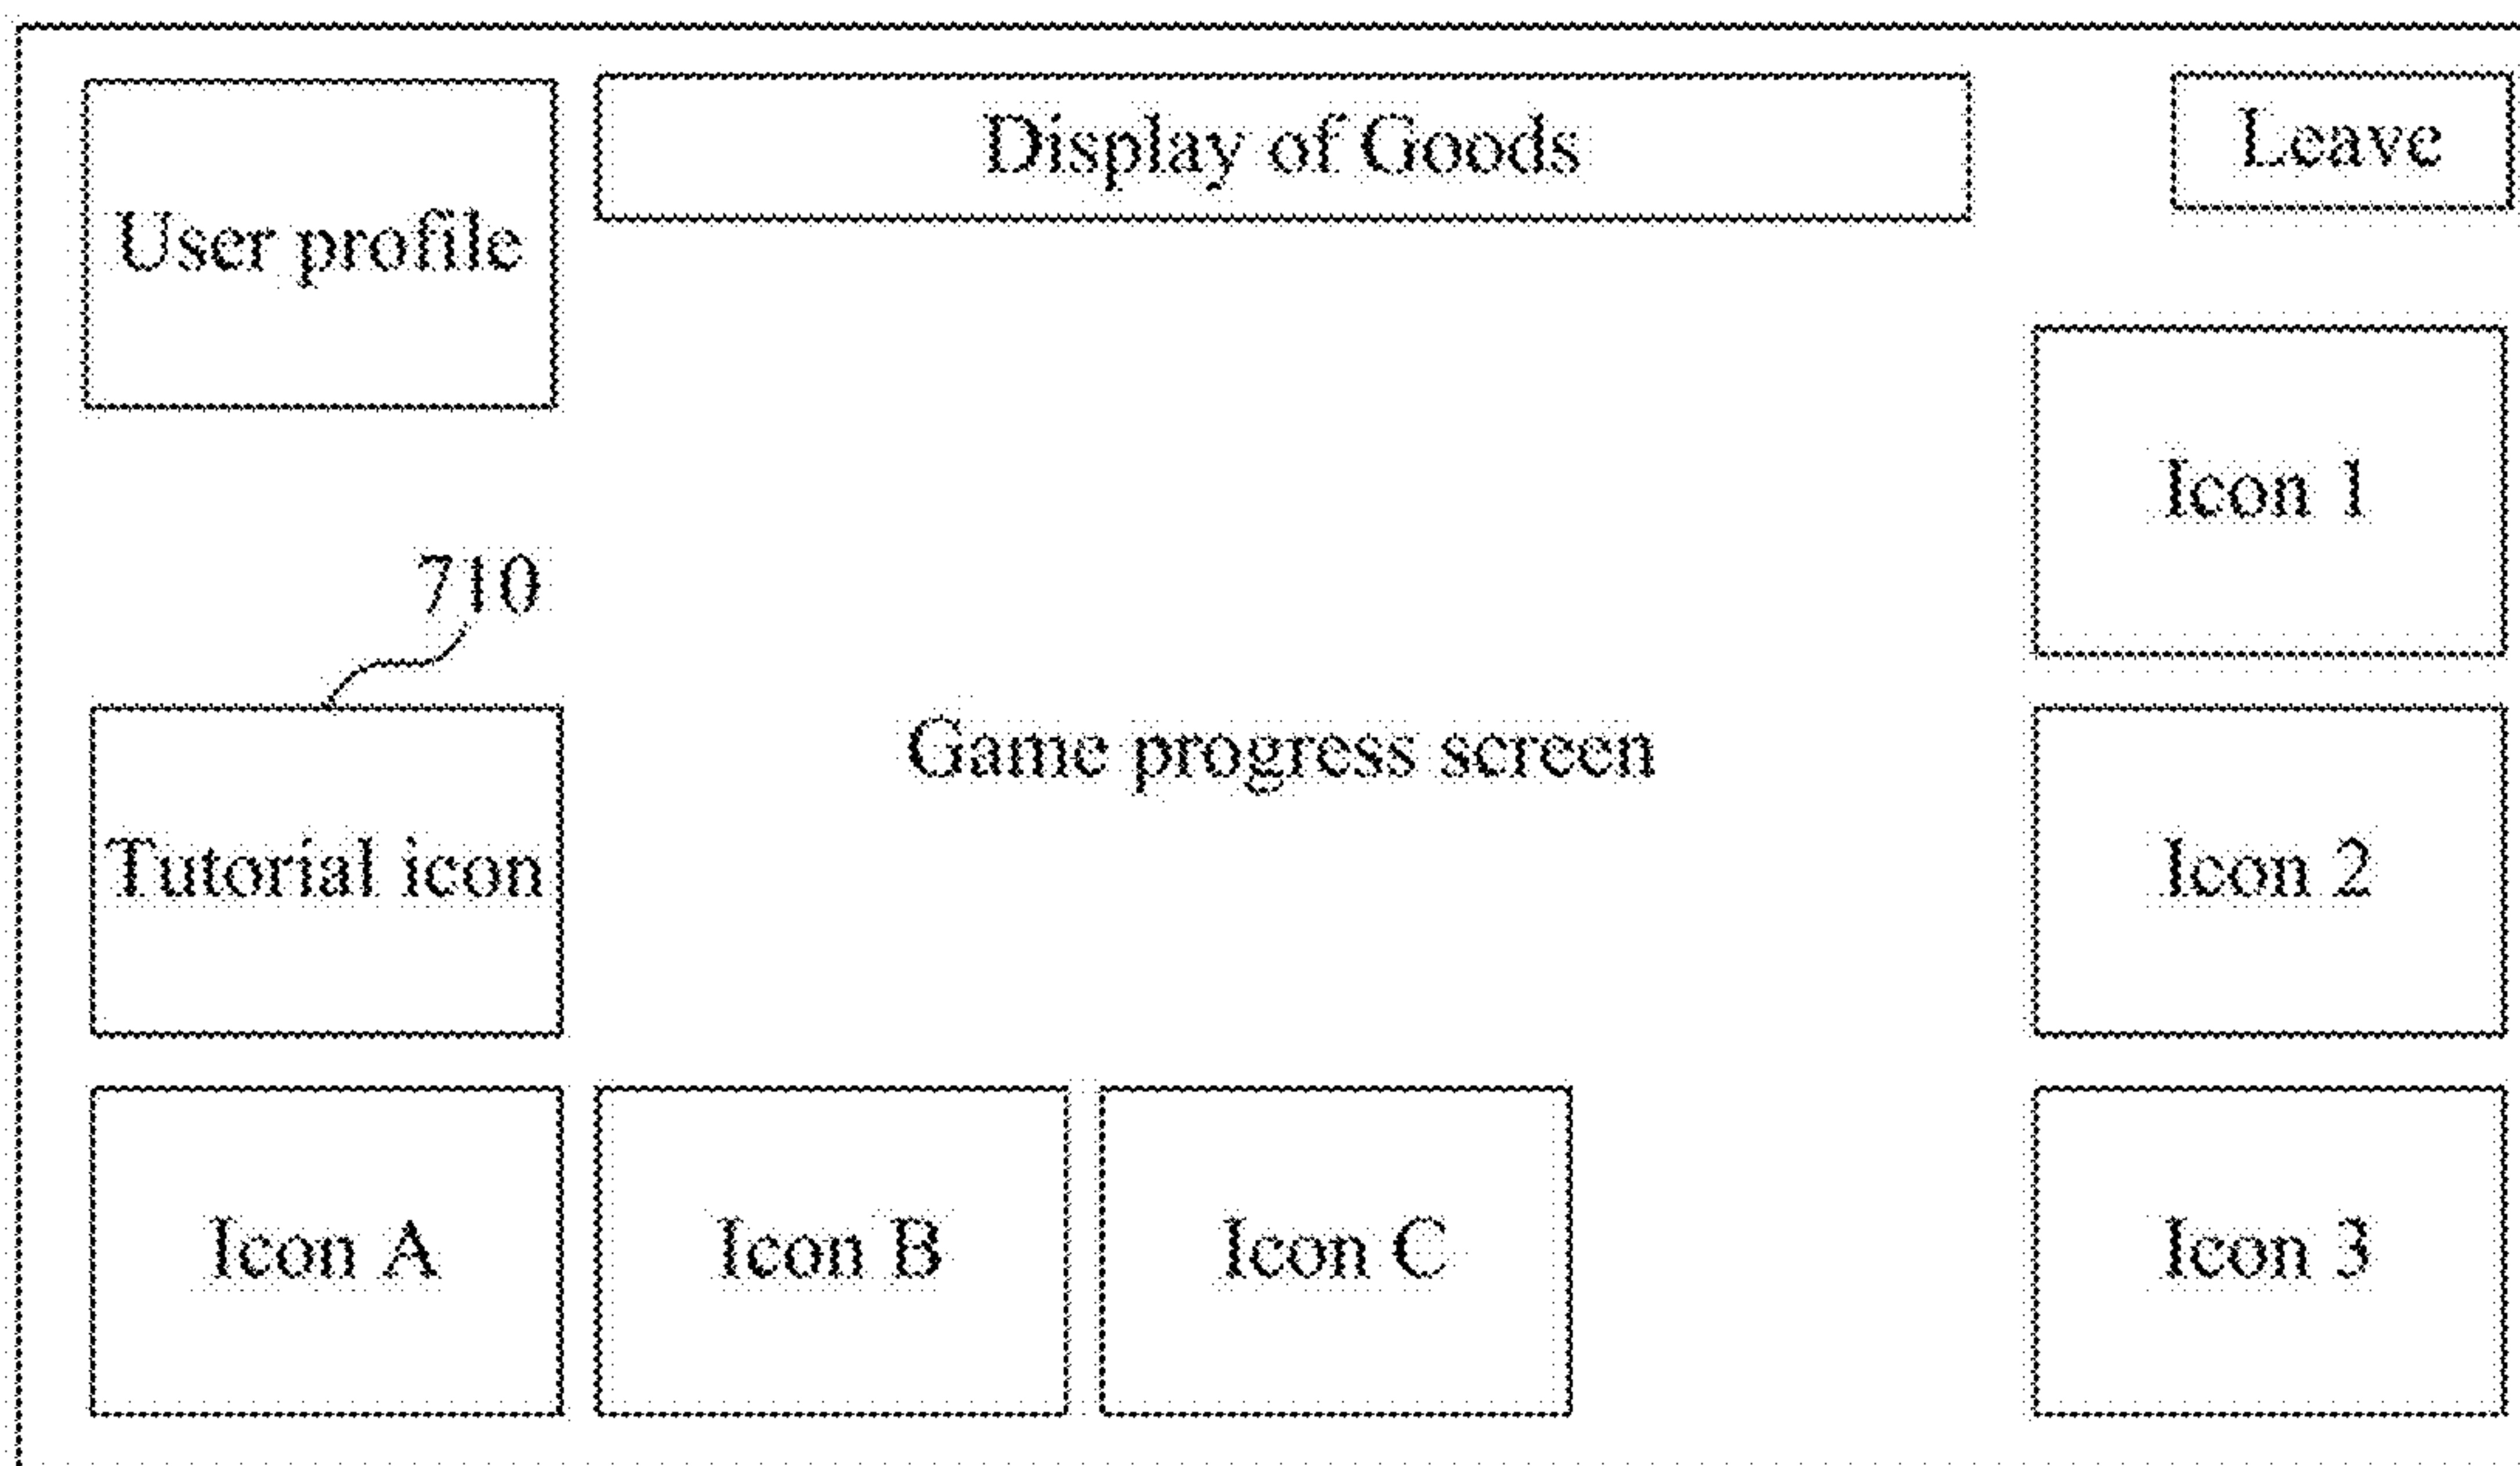 User profile
Display of Goods
Leave
Icon 1
710
Game progress screen
Tutorial icon
Icon 2
Icon A
Icon B
Icon C
Icon 3